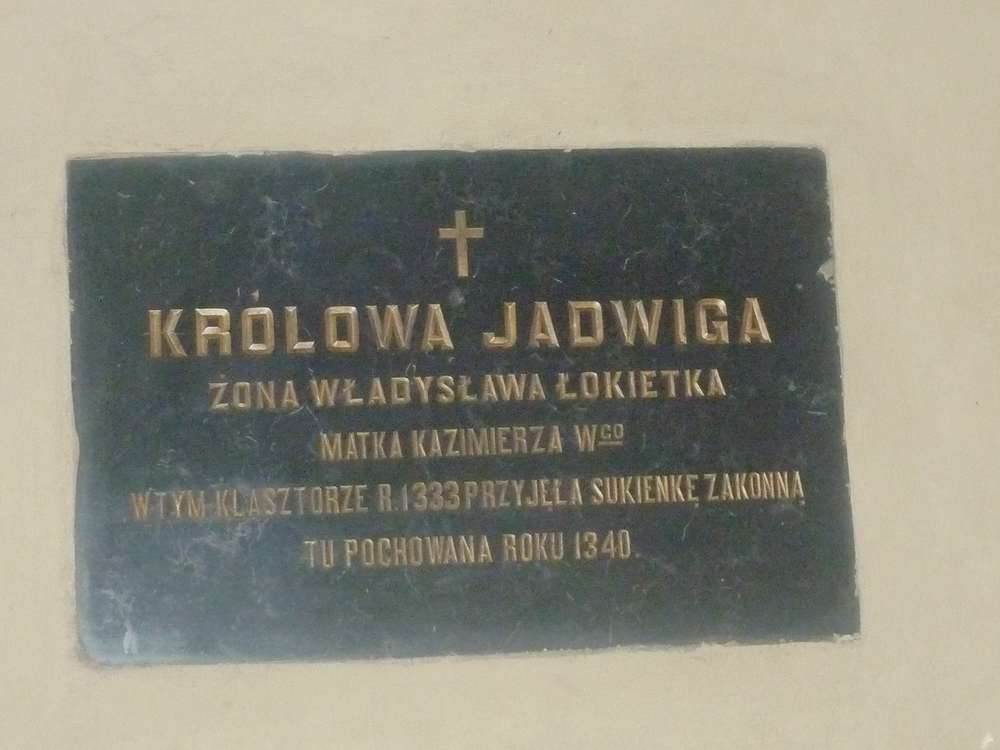 KRÓLOWA JADWIGA
ŻONA WŁADYSŁAWA ŁOKIETKA
MATKA KAZIMIERZA Wgo
W TYM KLASZTORZE R. 1333 PRZYJĘŁA SUKIENKĘ ZAKONNĄ
TU POCHOWANA ROKU 1340.